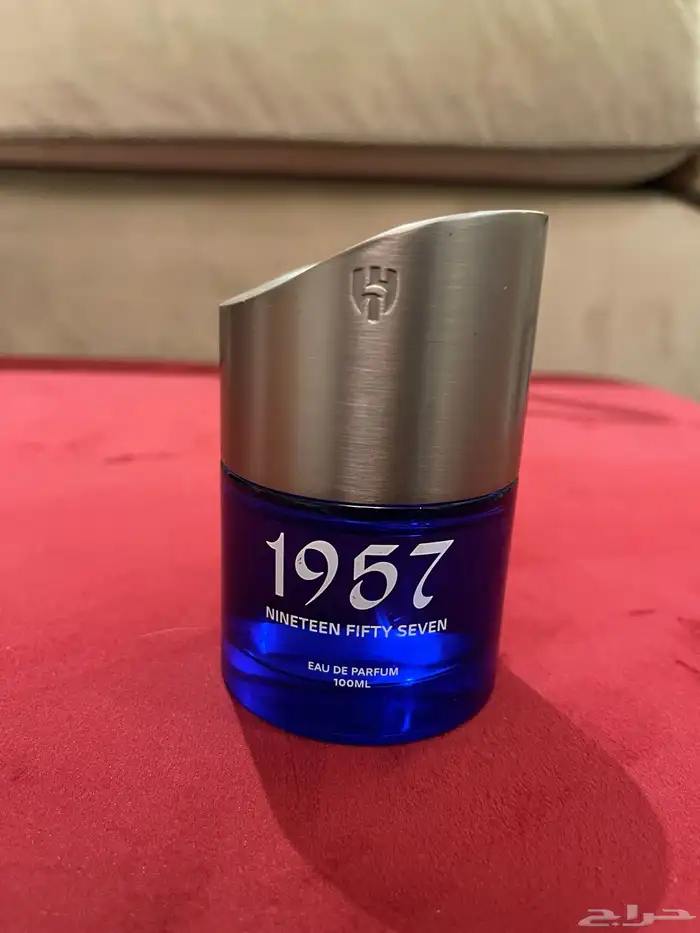 1957
NINETEEN FIFTY SEVEN
EAU DE PARFUM
100ML
حراج